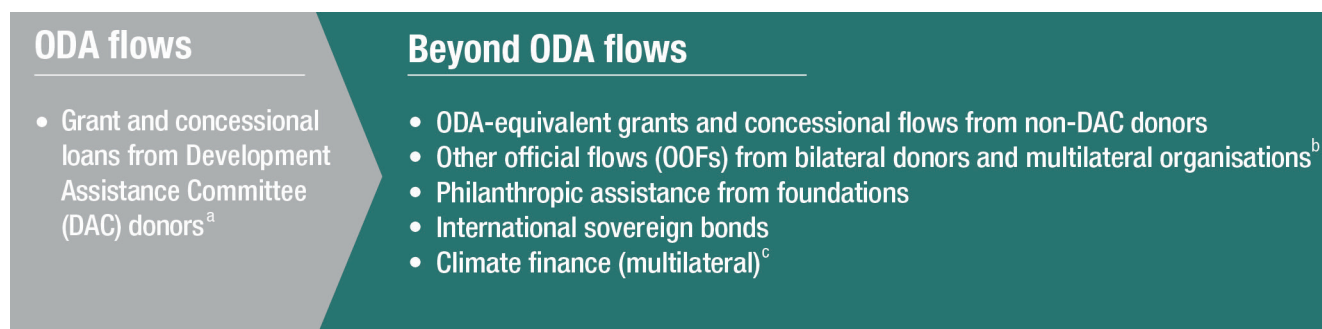 ODA flows
• Grant and concessional
loans from Development
Assistance Committee
(DAC) donorsᵃ
Beyond ODA flows
• ODA-equivalent grants and concessional flows from non-DAC donors
• Other official flows (OOFs) from bilateral donors and multilateral organisationsᵇ
• Philanthropic assistance from foundations
• International sovereign bonds
• Climate finance (multilateral)ᶜ